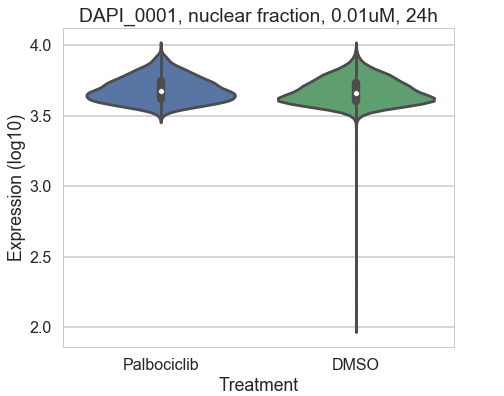 DAPI_0001, nuclear fraction, 0.01uM, 24h
Expression (log10)
4.0
3.5
3.0
2.5
2.0
Palbociclib DMSO
Treatment